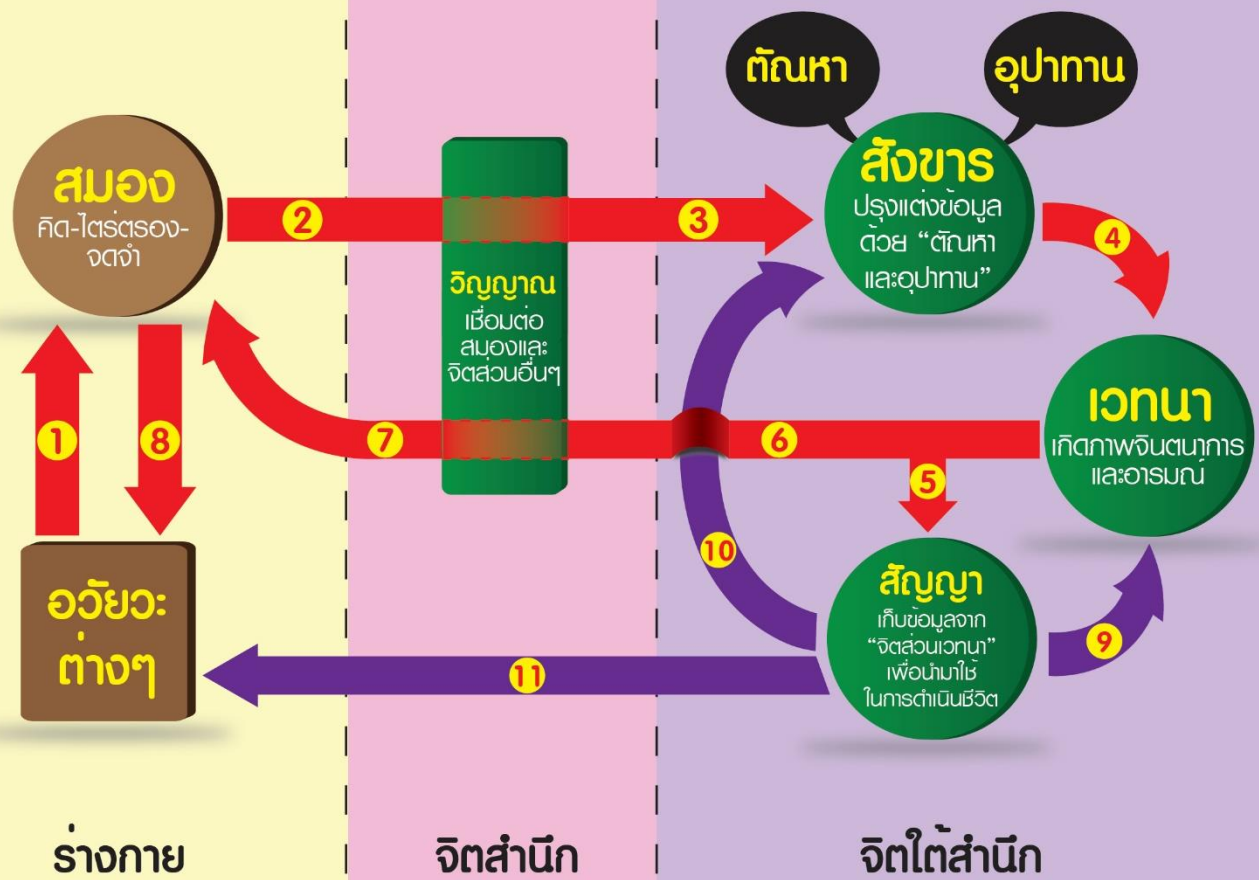 ตัณหา
อุปาทาน
สมอง
คิด-ไตร่ตรอง-
จดจำ
2
3
สังขาร
ปรุงแต่งข้อมูล
ด้วย “ตัณหา
และอุปาทาน”
4
วิญญาณ
เชื่อมต่อ
สมองและ
จิตส่วนอื่นๆ
1
8
7
6
5
เวทนา
เกิดภาพจินตนาการ
และอารมณ์
10
อวัยวะ
ต่างๆ
สัญญา
เก็บข้อมูลจาก
“จิตส่วนเวทนา”
เพื่อนำมาใช้
ในการดำเนินชีวิต
9
11
ร่างกาย
จิตสำนึก
จิตใต้สำนึก